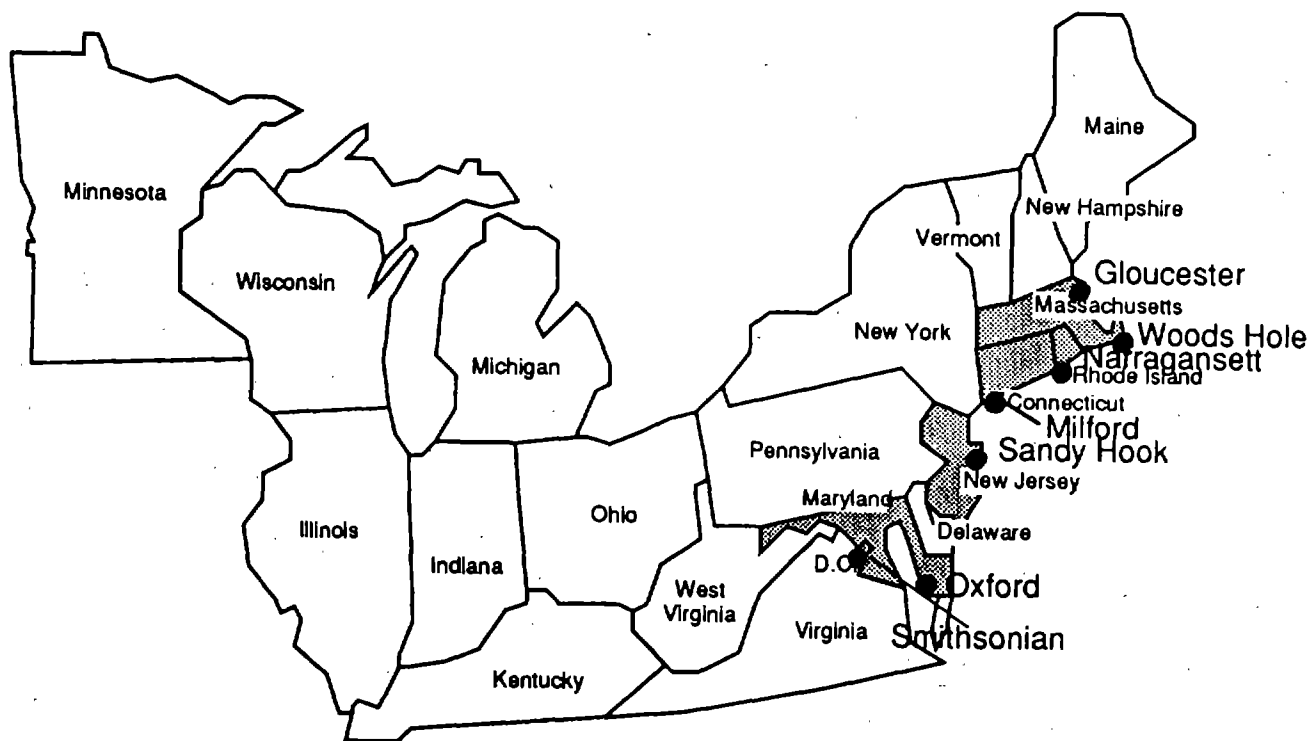 Maine
Minnesota
New Hampshire
Vermont
Gloucester
Wisconsin
Massachusetts
New York
Woods Hole
Narragansett
Michigan
Rhode Island
Connecticut
Milford
Pennsylvania
Sandy Hook
New Jersey
Maryland
Ohio
Illinois
Delaware
Indiana
D.C.
West
Virginia
Oxford
Virginia
Smithsonian
Kentucky